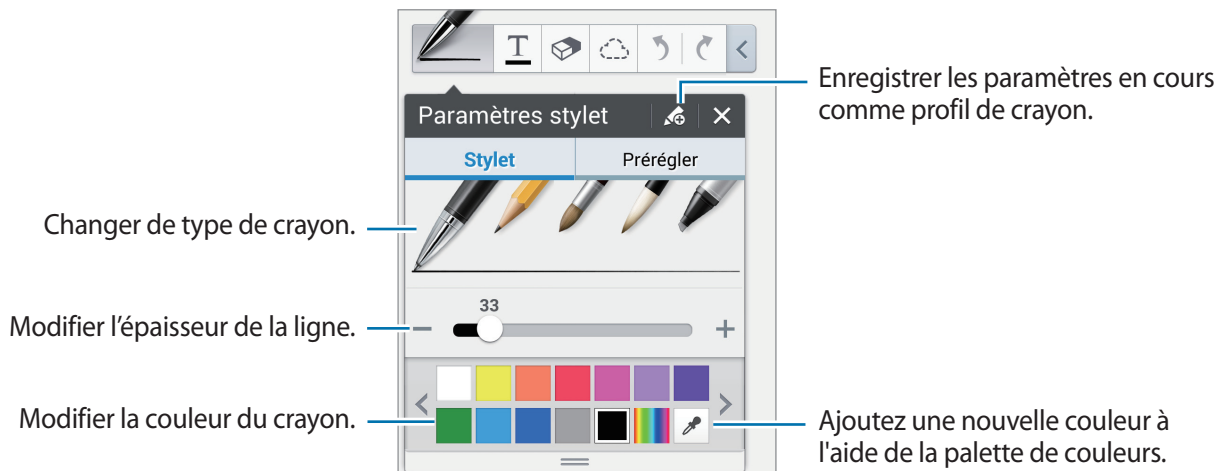 T
Enregistrer les paramètres en cours
comme profil de crayon.
Paramètres stylet
Stylet
Prérégler
Changer de type de crayon.
33
Modifier l’épaisseur de la ligne.
Modifier la couleur du crayon.
Ajoutez une nouvelle couleur à
l'aide de la palette de couleurs.